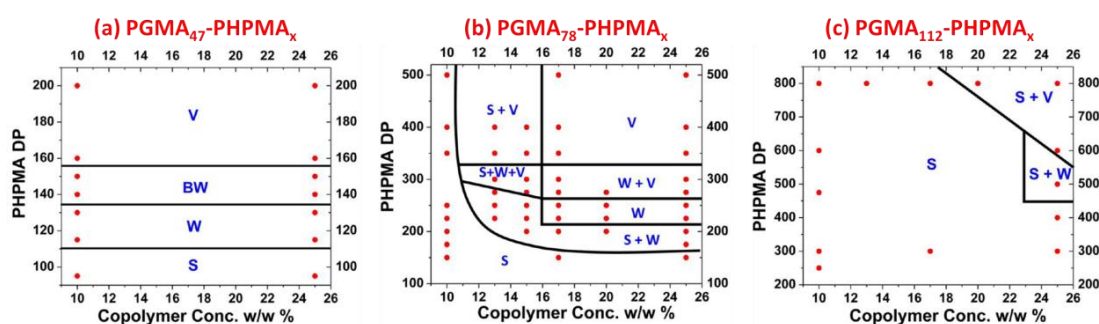 (a) PGMA47-PHPMAx
(b) PGMA78-PHPMAx
(c) PGMA112-PHPMAx
10 12 14 16 18 20 22 24 26
200
180
160
140
120
100
PHPMA DP
V
BW
W
S
200
180
160
140
120
100
10 12 14 16 18 20 22 24 26
Copolymer Conc. w/w %
10 12 14 16 18 20 22 24 26
500
400
300
200
100
PHPMA DP
S + V
V
S+W+V
W + V
W
S + W
S
500
400
300
200
100
10 12 14 16 18 20 22 24 26
Copolymer Conc. w/w %
10 12 14 16 18 20 22 24 26
800
700
600
500
400
300
200
PHPMA DP
S + V
S
S + W
800
700
600
500
400
300
200
10 12 14 16 18 20 22 24 26
Copolymer Conc. w/w %